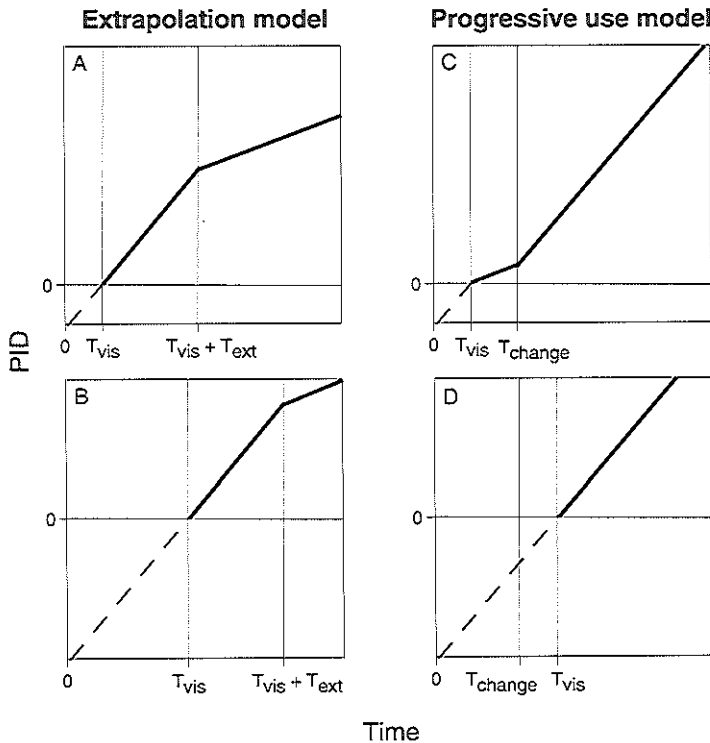 Extrapolation model
Progressive use model
A
C
0
0
0 T_vis T_vis + T_ext
0 T_vis T_change
PID
B
D
0
0
0 T_vis T_vis + T_ext
0 T_change T_vis
Time